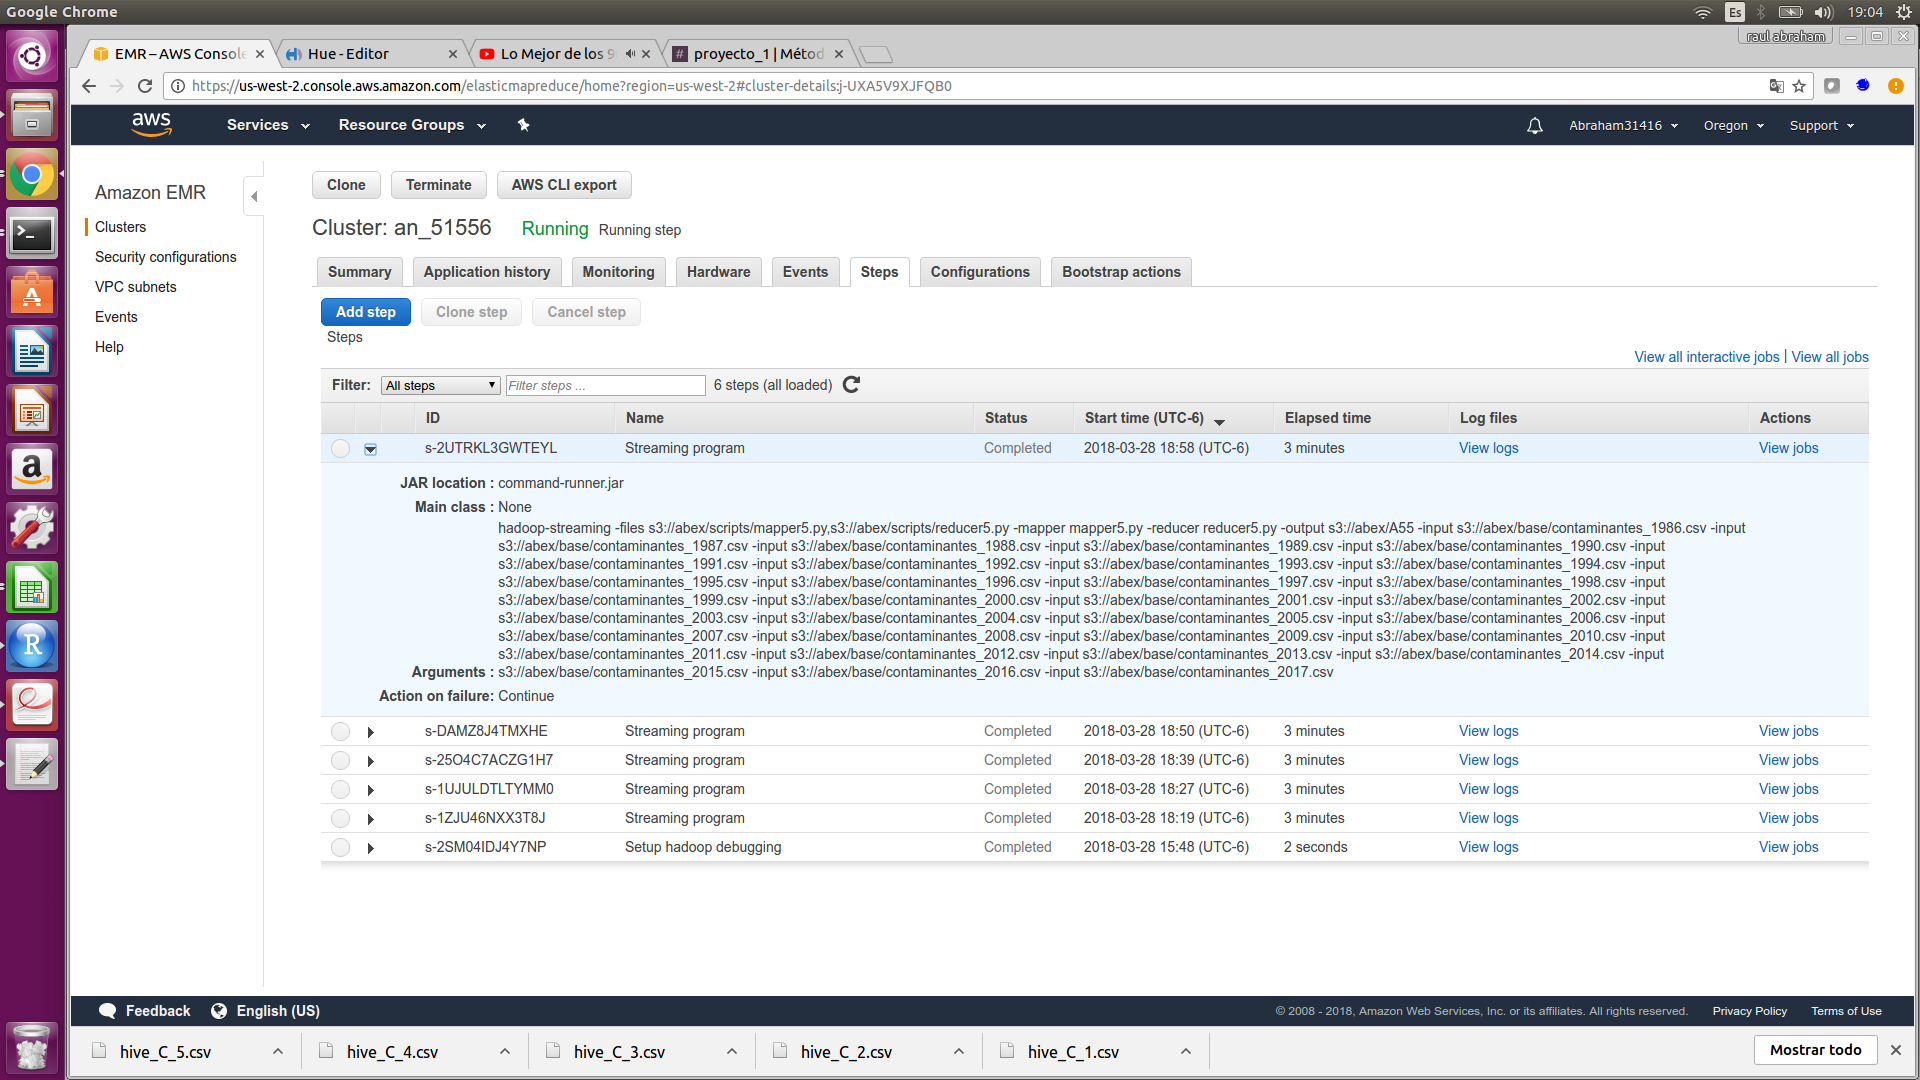 Google Chrome
Es
19:04
raul abraham
EMR – AWS Console
Hue - Editor
Lo Mejor de los 9
proyecto_1 | Métod
https://us-west-2.console.aws.amazon.com/elasticmapreduce/home?region=us-west-2#cluster-details:j-UXA5V9XJFQB0
aws
Services
Resource Groups
Abraham31416
Oregon
Support
Amazon EMR
Clusters
Security configurations
VPC subnets
Events
Help
Clone
Terminate
AWS CLI export
Cluster: an_51556 Running Running step
Summary
Application history
Monitoring
Hardware
Events
Steps
Configurations
Bootstrap actions
Add step
Clone step
Cancel step
Steps
View all interactive jobs | View all jobs
Filter: All steps Filter steps ... 6 steps (all loaded)
ID Name Status Start time (UTC-6) Elapsed time Log files Actions
s-2UTRKL3GWTEYL Streaming program Completed 2018-03-28 18:58 (UTC-6) 3 minutes View logs View jobs
JAR location : command-runner.jar
Main class : None
hadoop-streaming -files s3://abex/scripts/mapper5.py,s3://abex/scripts/reducer5.py -mapper mapper5.py -reducer reducer5.py -output s3://abex/A55 -input s3://abex/base/contaminantes_1986.csv -input
s3://abex/base/contaminantes_1987.csv -input s3://abex/base/contaminantes_1988.csv -input s3://abex/base/contaminantes_1989.csv -input s3://abex/base/contaminantes_1990.csv -input
s3://abex/base/contaminantes_1991.csv -input s3://abex/base/contaminantes_1992.csv -input s3://abex/base/contaminantes_1993.csv -input s3://abex/base/contaminantes_1994.csv -input
s3://abex/base/contaminantes_1995.csv -input s3://abex/base/contaminantes_1996.csv -input s3://abex/base/contaminantes_1997.csv -input s3://abex/base/contaminantes_1998.csv -input
s3://abex/base/contaminantes_1999.csv -input s3://abex/base/contaminantes_2000.csv -input s3://abex/base/contaminantes_2001.csv -input s3://abex/base/contaminantes_2002.csv -input
s3://abex/base/contaminantes_2003.csv -input s3://abex/base/contaminantes_2004.csv -input s3://abex/base/contaminantes_2005.csv -input s3://abex/base/contaminantes_2006.csv -input
s3://abex/base/contaminantes_2007.csv -input s3://abex/base/contaminantes_2008.csv -input s3://abex/base/contaminantes_2009.csv -input s3://abex/base/contaminantes_2010.csv -input
s3://abex/base/contaminantes_2011.csv -input s3://abex/base/contaminantes_2012.csv -input s3://abex/base/contaminantes_2013.csv -input s3://abex/base/contaminantes_2014.csv -input
Arguments : s3://abex/base/contaminantes_2015.csv -input s3://abex/base/contaminantes_2016.csv -input s3://abex/base/contaminantes_2017.csv
Action on failure: Continue
s-DAMZ8J4TMXHE Streaming program Completed 2018-03-28 18:50 (UTC-6) 3 minutes View logs View jobs
s-25O4C7ACZG1H7 Streaming program Completed 2018-03-28 18:39 (UTC-6) 3 minutes View logs View jobs
s-1UJULDTLTYMM0 Streaming program Completed 2018-03-28 18:27 (UTC-6) 3 minutes View logs View jobs
s-1ZJU46NXX3T8J Streaming program Completed 2018-03-28 18:19 (UTC-6) 3 minutes View logs View jobs
s-2SM04IDJ4Y7NP Setup hadoop debugging Completed 2018-03-28 15:48 (UTC-6) 2 seconds View logs View jobs
Feedback
English (US)
© 2008 - 2018, Amazon Web Services, Inc. or its affiliates. All rights reserved. Privacy Policy Terms of Use
hive_C_5.csv
hive_C_4.csv
hive_C_3.csv
hive_C_2.csv
hive_C_1.csv
Mostrar todo